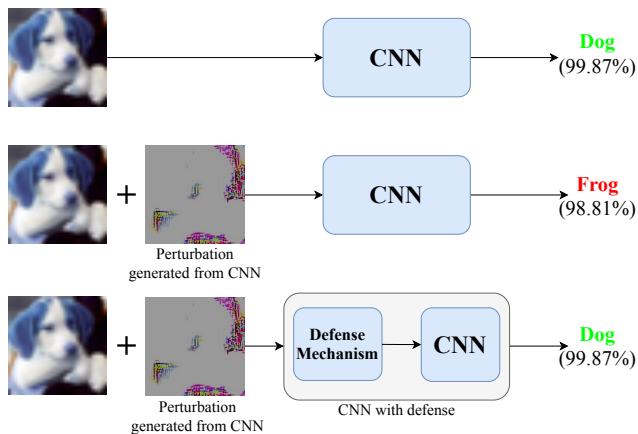 CNN
Dog
(99.87%)
+
CNN
Frog
(98.81%)
Perturbation
generated from CNN
+
Defense
Mechanism
CNN
Dog
(99.87%)
Perturbation
generated from CNN
CNN with defense